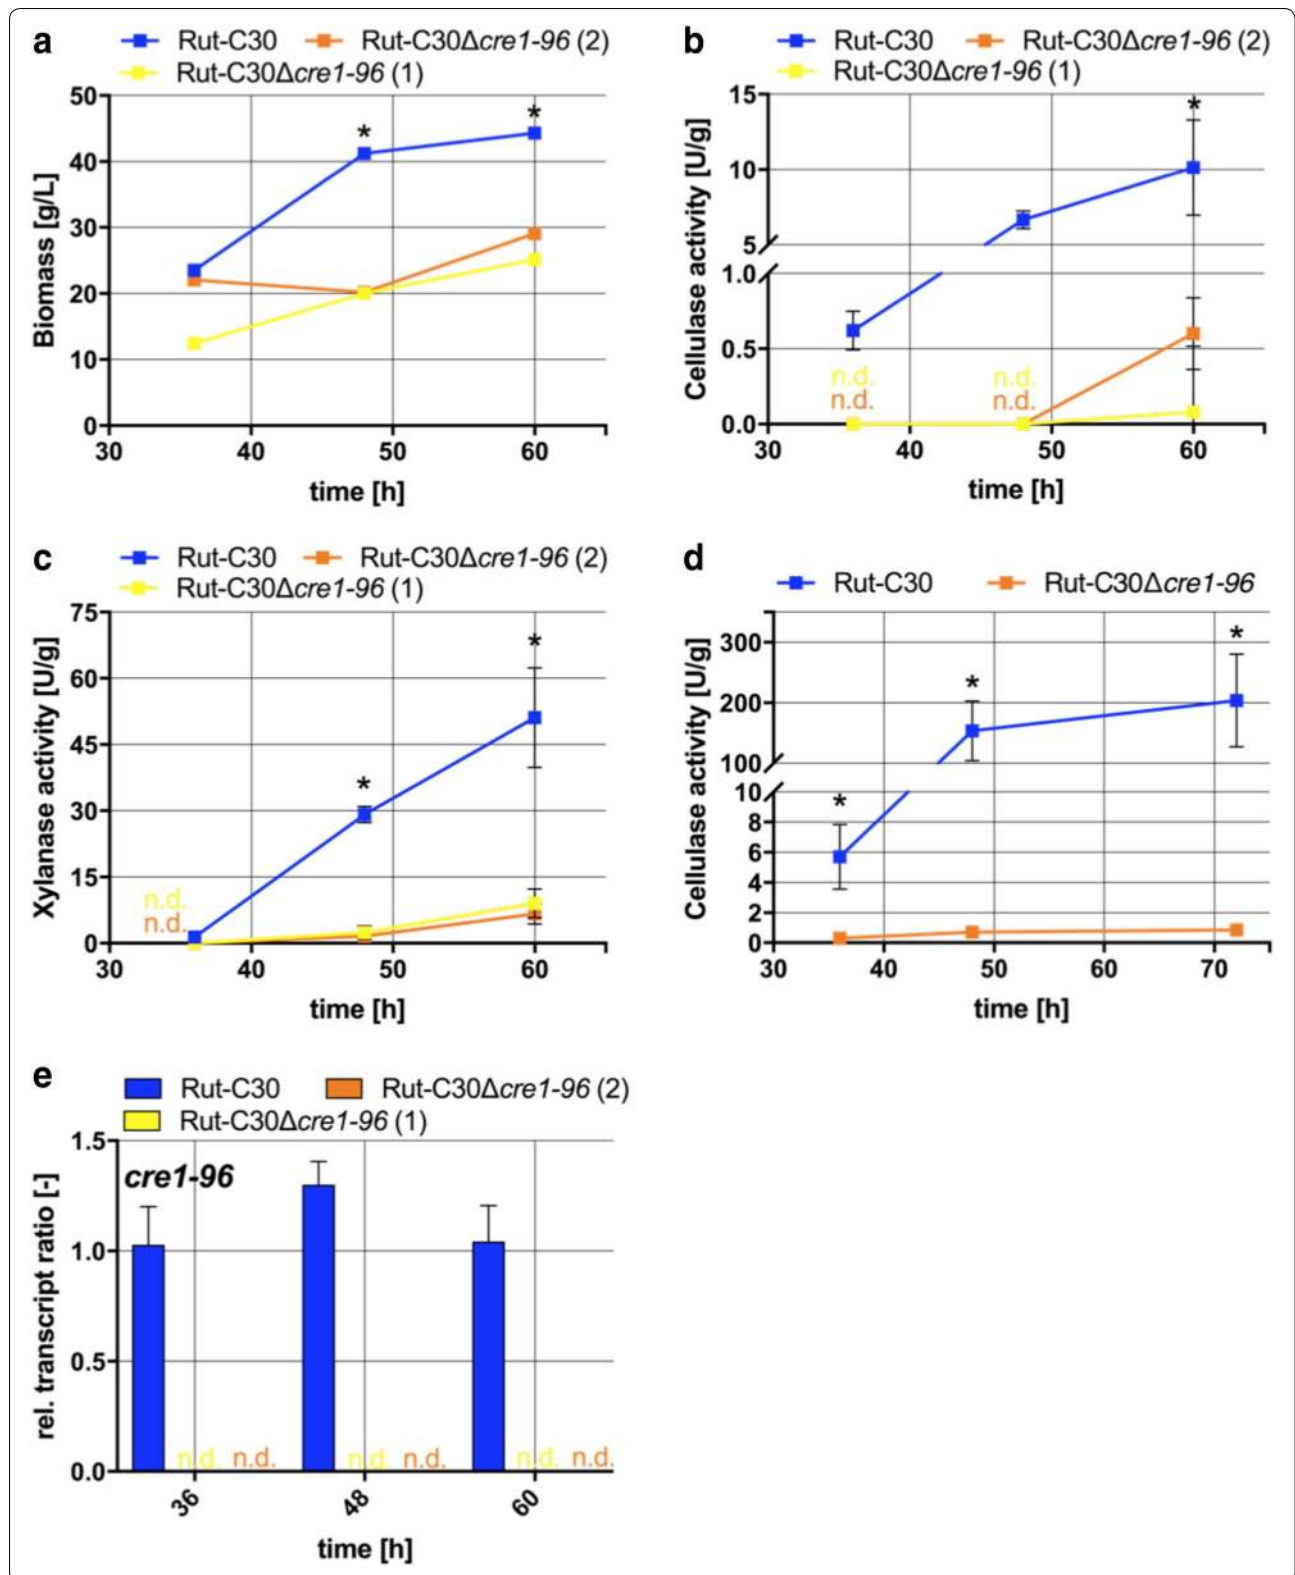 a
Rut-C30 Rut-C30Δcre1-96 (2)
Rut-C30Δcre1-96 (1)
Biomass [g/L]
50
40
30
20
10
0
* *
30 40 50 60
time [h]
b
Rut-C30 Rut-C30Δcre1-96 (2)
Rut-C30Δcre1-96 (1)
Cellulase activity [U/g]
15
10
5
1.0
0.5
0.0
*
n.d. n.d.
n.d. n.d.
30 40 50 60
time [h]
c
Rut-C30 Rut-C30Δcre1-96 (2)
Rut-C30Δcre1-96 (1)
Xylanase activity [U/g]
75
60
45
30
15
0
* *
n.d.
n.d.
30 40 50 60
time [h]
d
Rut-C30 Rut-C30Δcre1-96
Cellulase activity [U/g]
300
200
100
10
8
6
4
2
0
* * *
30 40 50 60 70
time [h]
e
Rut-C30 Rut-C30Δcre1-96 (2)
Rut-C30Δcre1-96 (1)
rel. transcript ratio [-]
1.5
1.0
0.5
0.0
cre1-96
n.d. n.d. n.d. n.d. n.d. n.d.
36 48 60
time [h]